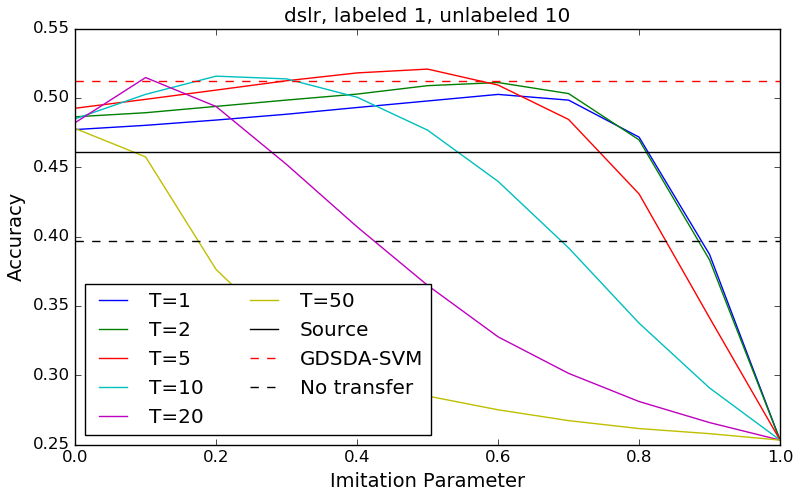 dslr, labeled 1, unlabeled 10
Accuracy
0.55
0.50
0.45
0.40
0.35
0.30
0.25
T=1
T=2
T=5
T=10
T=20
T=50
Source
GDSDA-SVM
No transfer
0.0 0.2 0.4 0.6 0.8 1.0
Imitation Parameter